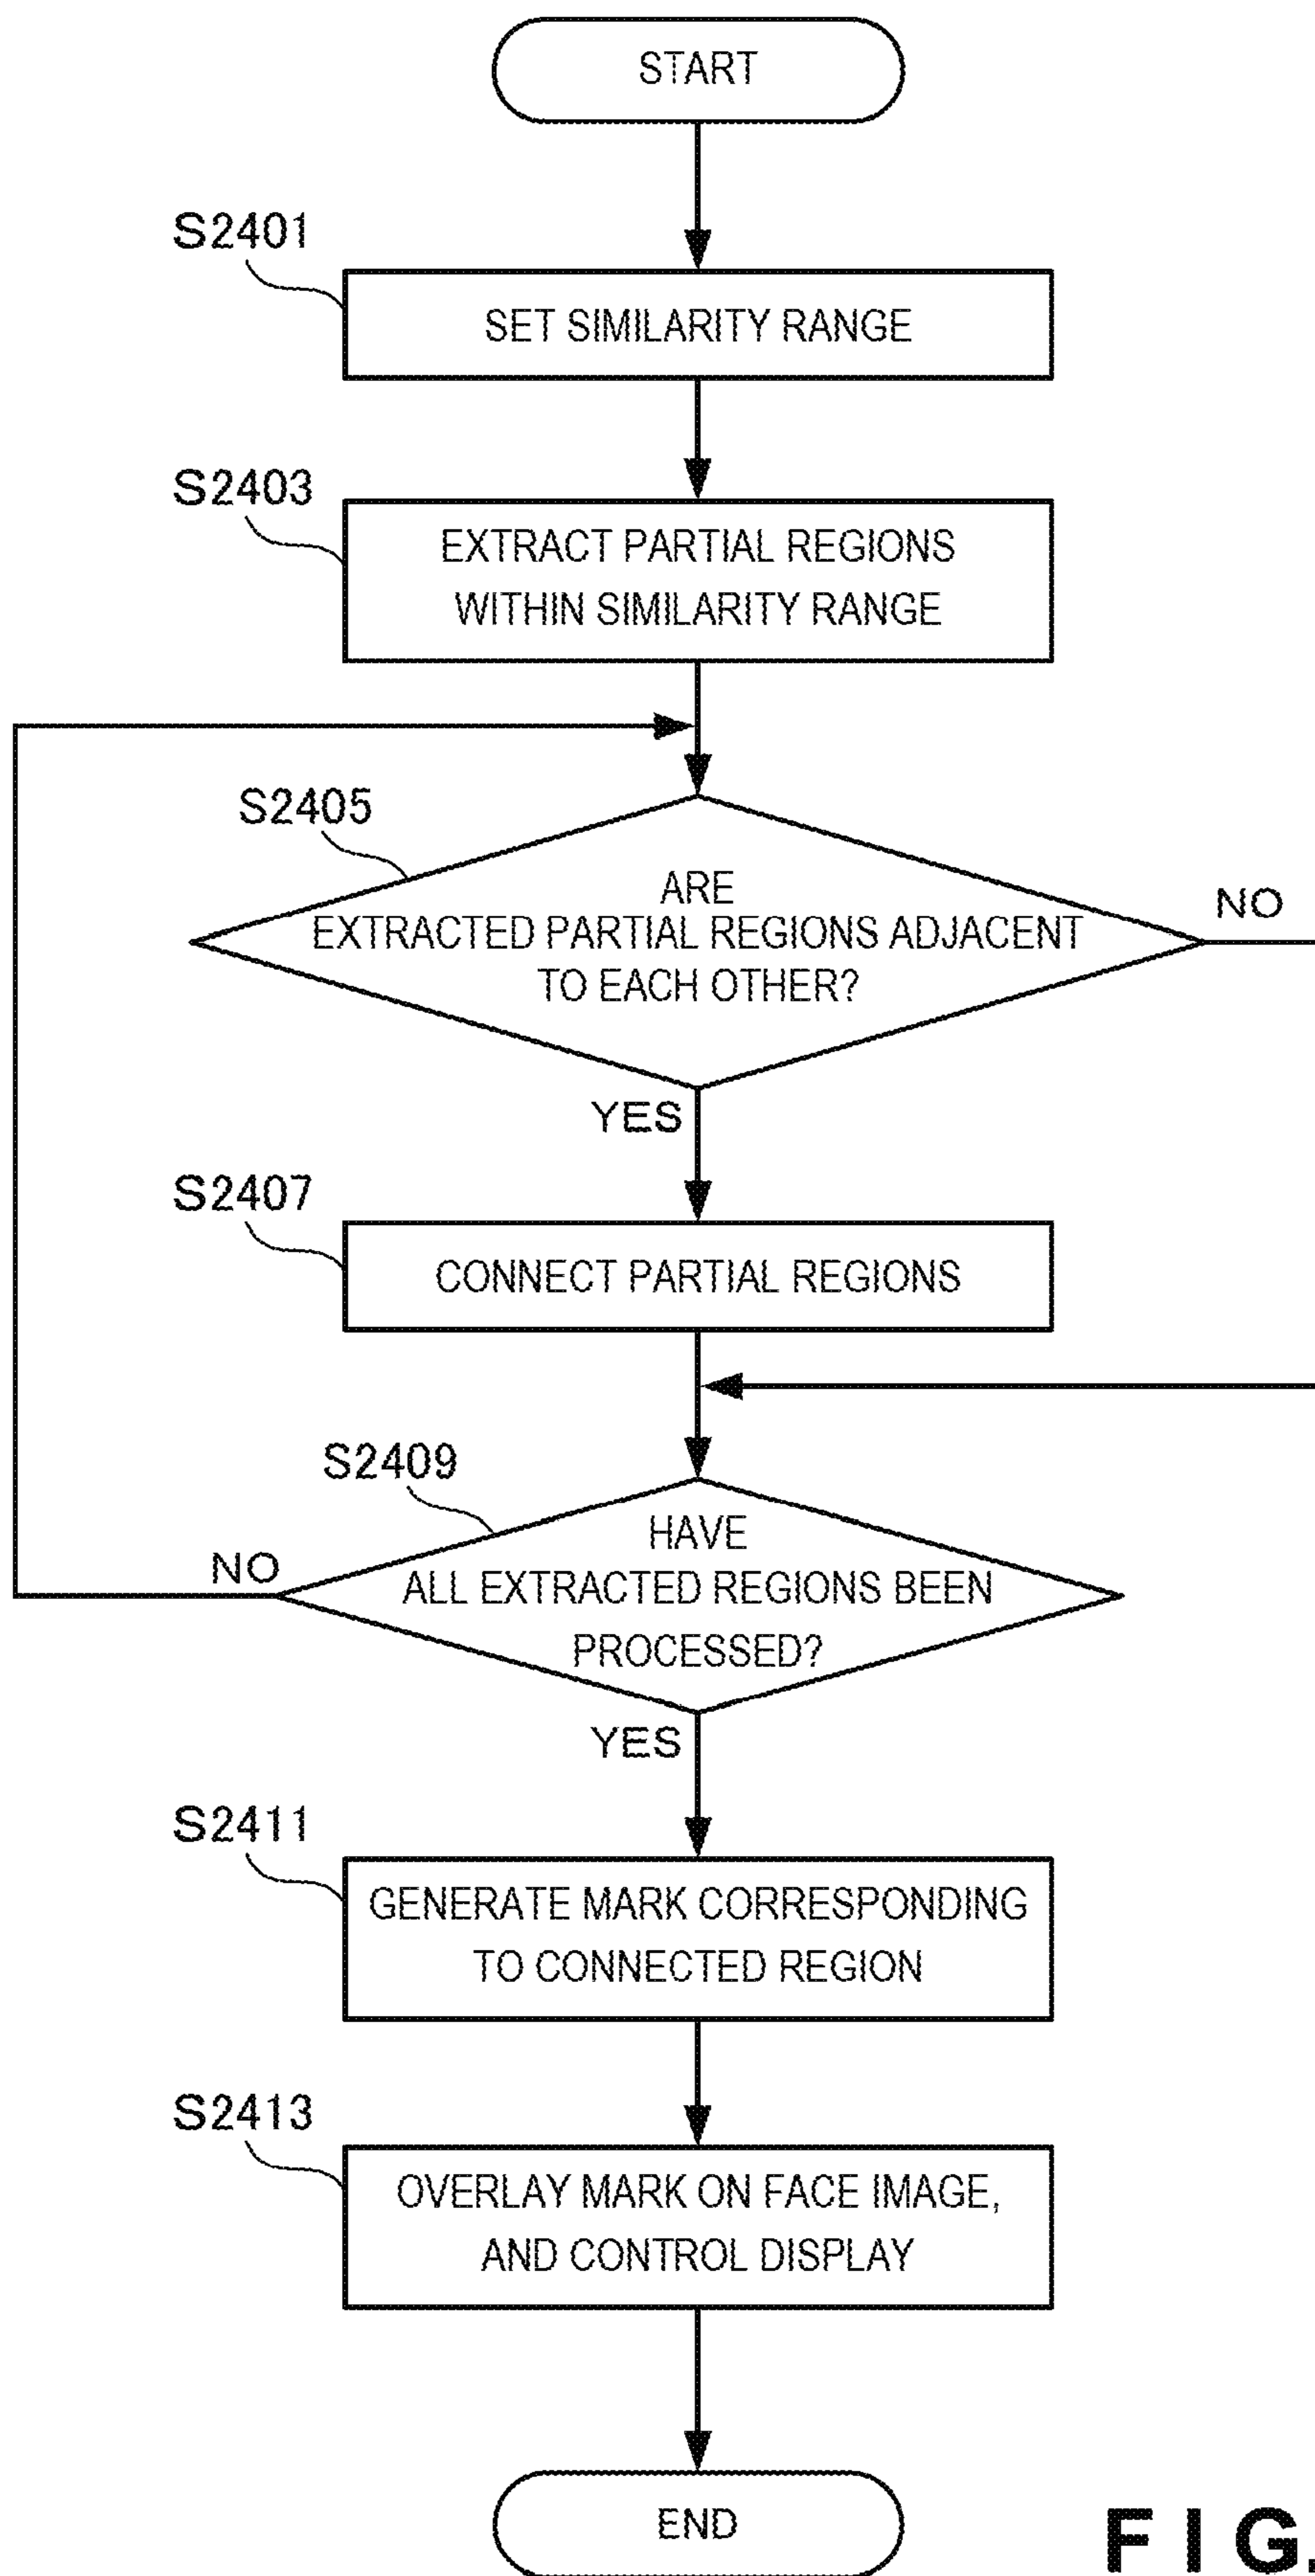 START
S2401
SET SIMILARITY RANGE
S2403
EXTRACT PARTIAL REGIONS
WITHIN SIMILARITY RANGE
S2405
ARE
EXTRACTED PARTIAL REGIONS ADJACENT
TO EACH OTHER?
NO
YES
S2407
CONNECT PARTIAL REGIONS
S2409
HAVE
ALL EXTRACTED REGIONS BEEN
PROCESSED?
NO
YES
S2411
GENERATE MARK CORRESPONDING
TO CONNECTED REGION
S2413
OVERLAY MARK ON FACE IMAGE,
AND CONTROL DISPLAY
END
FIG.